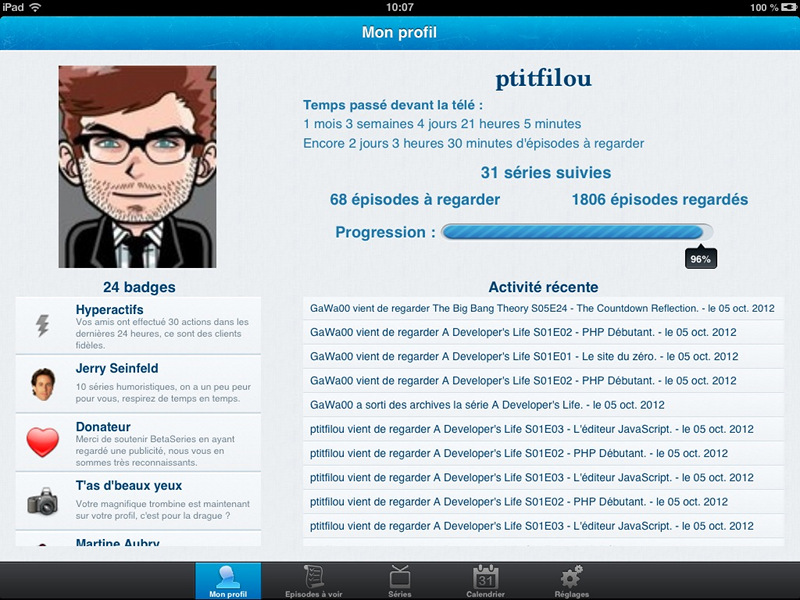 iPad
10:07
100 %
Mon profil
ptitfilou
Temps passé devant la télé :
1 mois 3 semaines 4 jours 21 heures 5 minutes
Encore 2 jours 3 heures 30 minutes d'épisodes à regarder
31 séries suivies
68 épisodes à regarder
1806 épisodes regardés
Progression :
96%
24 badges
Hyperactifs
Vos amis ont effectué 30 actions dans les
dernières 24 heures, ce sont des clients
fidèles.
Jerry Seinfeld
10 séries humoristiques, on a un peu peur
pour vous, respirez de temps en temps.
Donateur
Merci de soutenir BetaSeries en ayant
regardé une publicité, nous vous en
sommes très reconnaissants.
T'as d'beaux yeux
Votre magnifique trombine est maintenant
sur votre profil, c'est pour la drague ?
Martine Aubry
Activité récente
GaWa00 vient de regarder The Big Bang Theory S05E24 - The Countdown Reflection. - le 05 oct. 2012
GaWa00 vient de regarder A Developer's Life S01E02 - PHP Débutant. - le 05 oct. 2012
GaWa00 vient de regarder A Developer's Life S01E01 - Le site du zéro. - le 05 oct. 2012
GaWa00 vient de regarder A Developer's Life S01E02 - PHP Débutant. - le 05 oct. 2012
GaWa00 a sorti des archives la série A Developer's Life. - le 05 oct. 2012
ptitfilou vient de regarder A Developer's Life S01E03 - L'éditeur JavaScript. - le 05 oct. 2012
ptitfilou vient de regarder A Developer's Life S01E02 - PHP Débutant. - le 05 oct. 2012
ptitfilou vient de regarder A Developer's Life S01E03 - L'éditeur JavaScript. - le 05 oct. 2012
ptitfilou vient de regarder A Developer's Life S01E02 - PHP Débutant. - le 05 oct. 2012
ptitfilou vient de regarder A Developer's Life S01E03 - L'éditeur JavaScript. - le 05 oct. 2012
31
Mon profil
Episodes à voir
Séries
Calendrier
Réglages